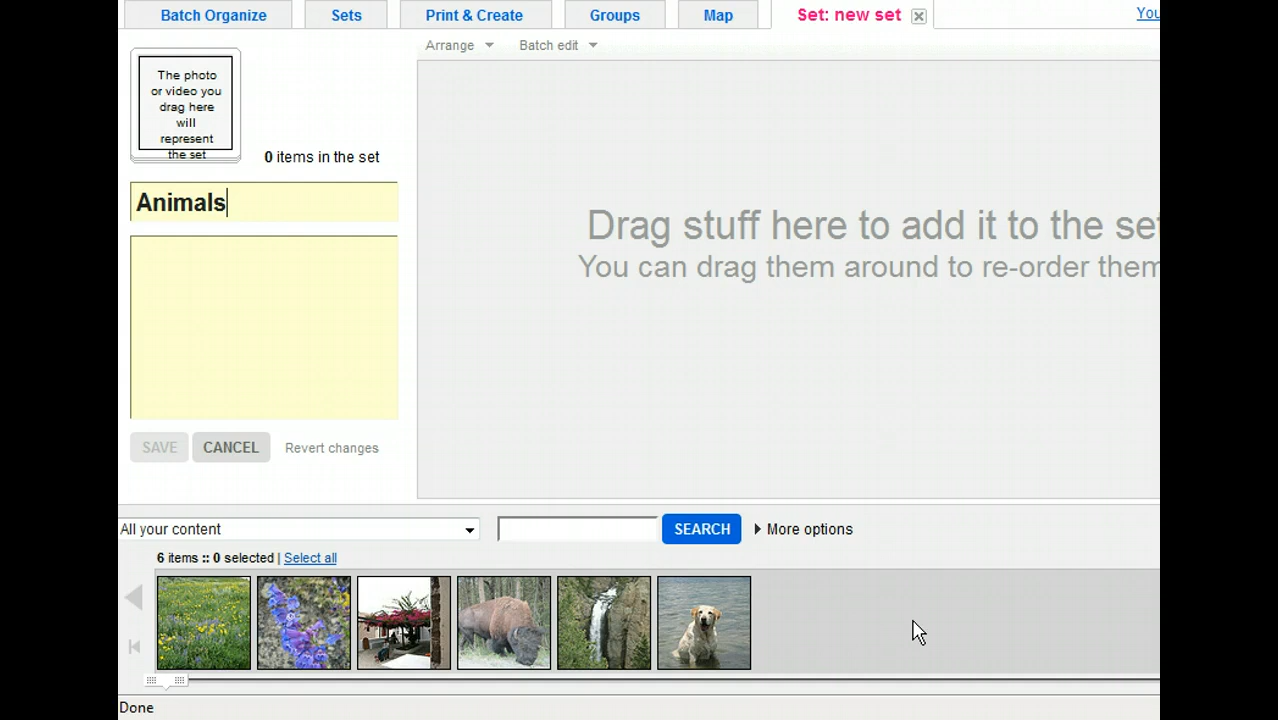 Batch Organize Sets Print & Create Groups Map Set: new set You
Arrange Batch edit
The photo
or video you
drag here
will
represent
the set
0 items in the set
Animals
Drag stuff here to add it to the set
You can drag them around to re-order them
SAVE CANCEL Revert changes
All your content SEARCH More options
6 items :: 0 selected | Select all
Done